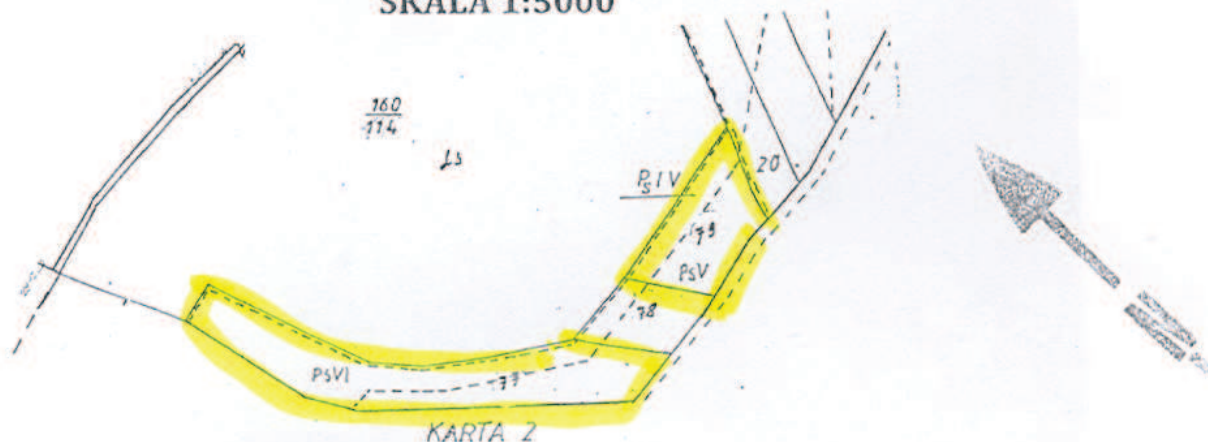 SKALA 1:5000
160
114
Ls
PsIV
20
79
PsV
78
PsVI
77
KARTA 2